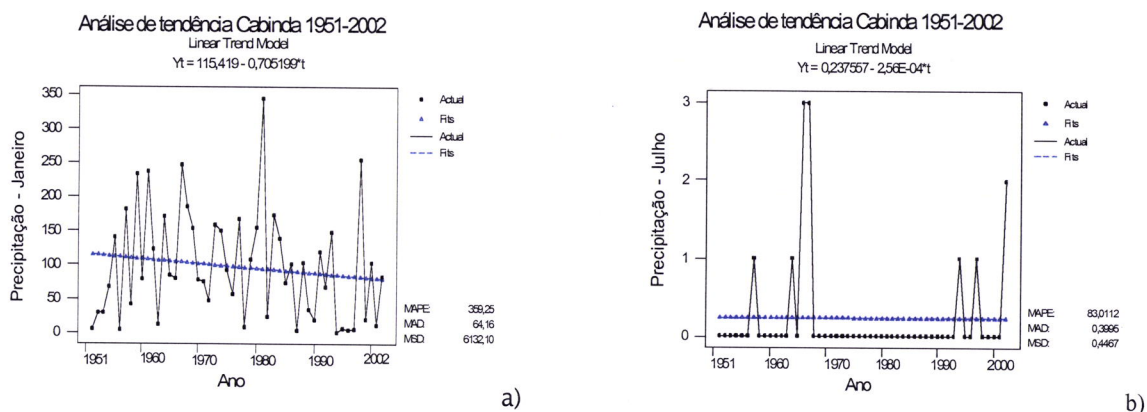 Análise de tendência Cabinda 1951-2002
Linear Trend Model
Yt = 115,419 - 0,705199*t
350
300
250
200
150
100
50
0
Precipitação - Janeiro
1951
1960
1970
1980
1990
2002
Ano
Actual
Fits
Actual
Fits
MAPE: 359,25
MAD: 64,16
MSD: 6132,10
a)
Análise de tendência Cabinda 1951-2002
Linear Trend Model
Yt = 0,237557 - 2,56E-04*t
3
2
1
0
Precipitação - Julho
1951
1960
1970
1980
1990
2000
Ano
Actual
Fits
Actual
Fits
MAPE: 83,0112
MAD: 0,3995
MSD: 0,4467
b)